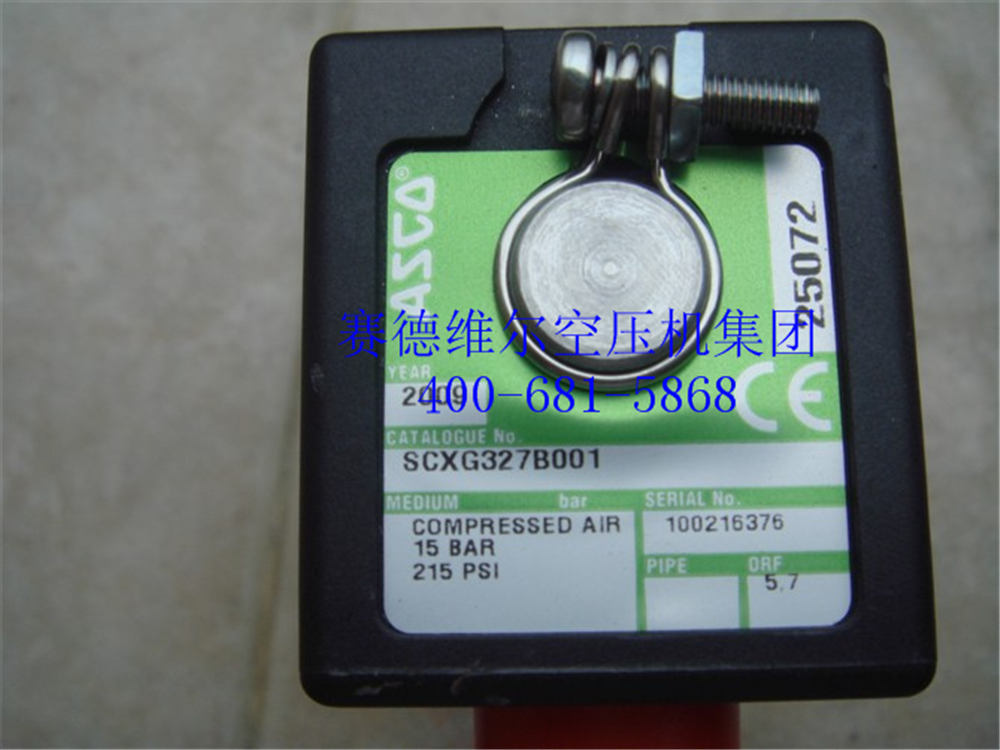 ASCO®
25072
赛德维尔空压机集团
YEAR
2009
400-681-5868
CE
CATALOGUE No.
SCXG327B001
MEDIUM bar
COMPRESSED AIR
15 BAR
215 PSI
SERIAL No.
100216376
PIPE
ORF
5,7